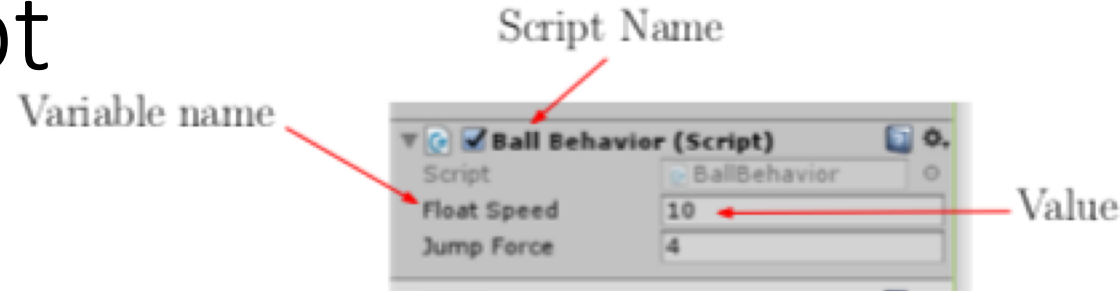 pt
Script Name
Variable name
Ball Behavior (Script)
Script BallBehavior
Float Speed 10
Value
Jump Force 4